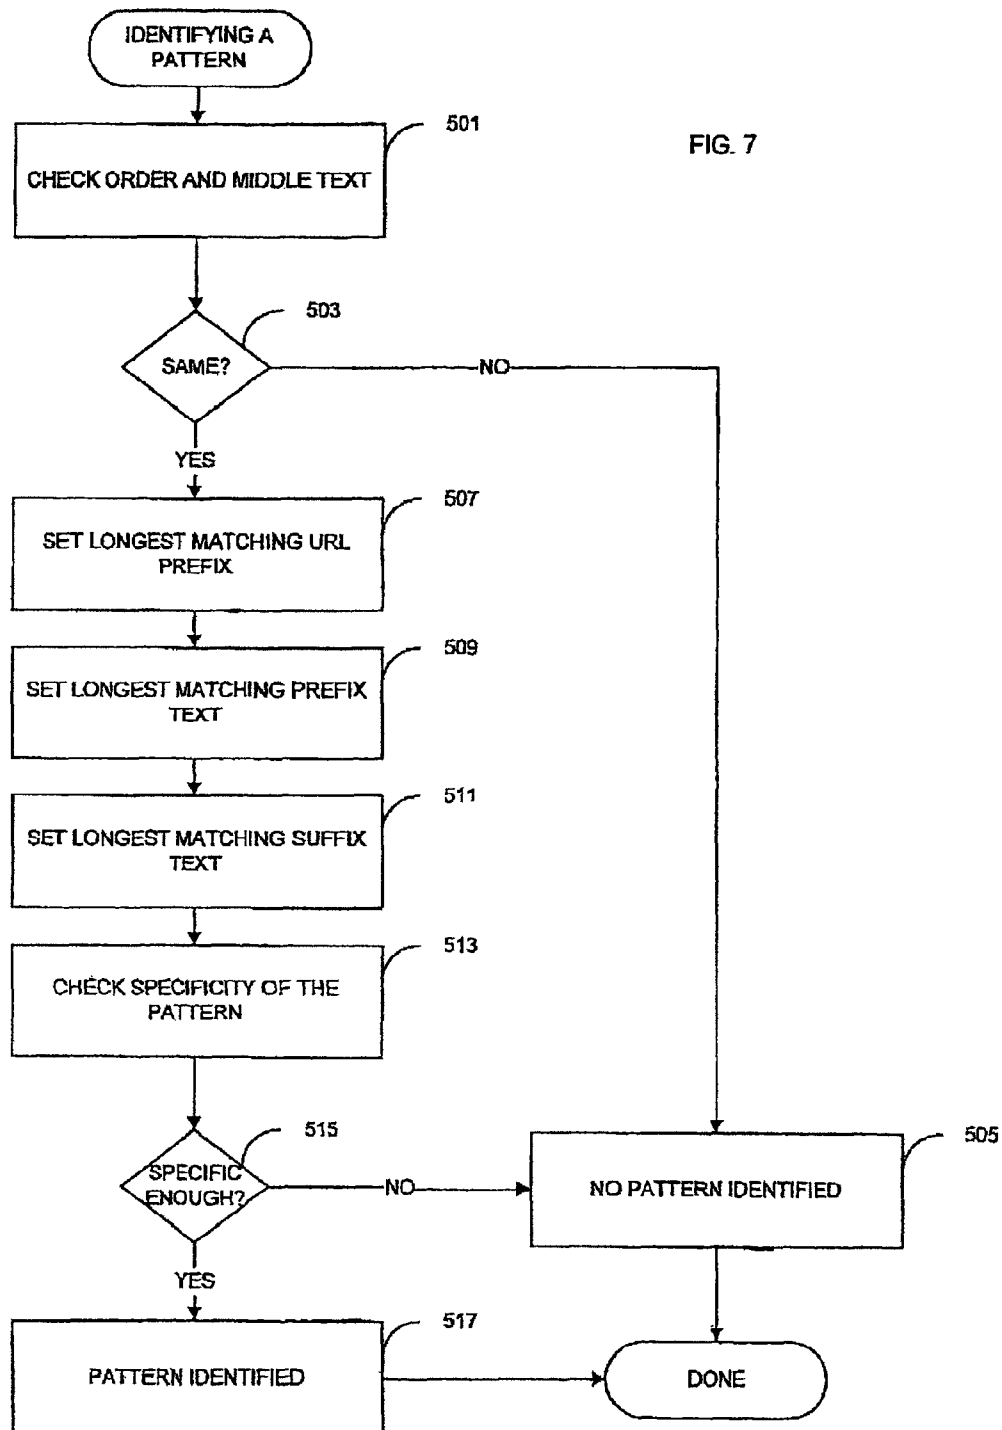 IDENTIFYING A
PATTERN
501
FIG. 7
CHECK ORDER AND MIDDLE TEXT
503
SAME?
NO
YES
507
SET LONGEST MATCHING URL
PREFIX
509
SET LONGEST MATCHING PREFIX
TEXT
511
SET LONGEST MATCHING SUFFIX
TEXT
513
CHECK SPECIFICITY OF THE
PATTERN
515
SPECIFIC
ENOUGH?
NO
505
NO PATTERN IDENTIFIED
YES
517
PATTERN IDENTIFIED
DONE